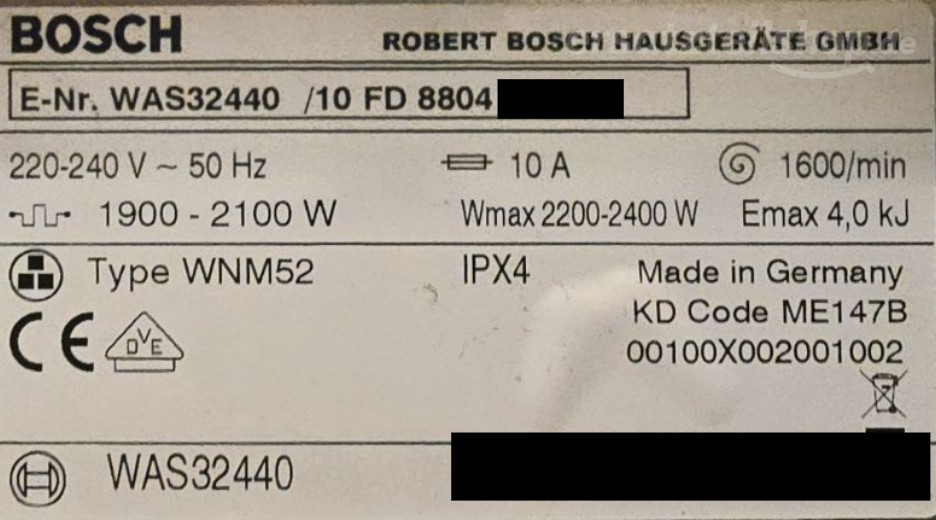 BOSCH ROBERT BOSCH HAUSGERÄTE GMBH
E-Nr. WAS32440 /10 FD 8804
220-240 V ~ 50 Hz 10 A 1600/min
1900 - 2100 W Wmax 2200-2400 W Emax 4,0 kJ
Type WNM52 IPX4 Made in Germany
KD Code ME147B
CE DVE 00100X002001002
WAS32440